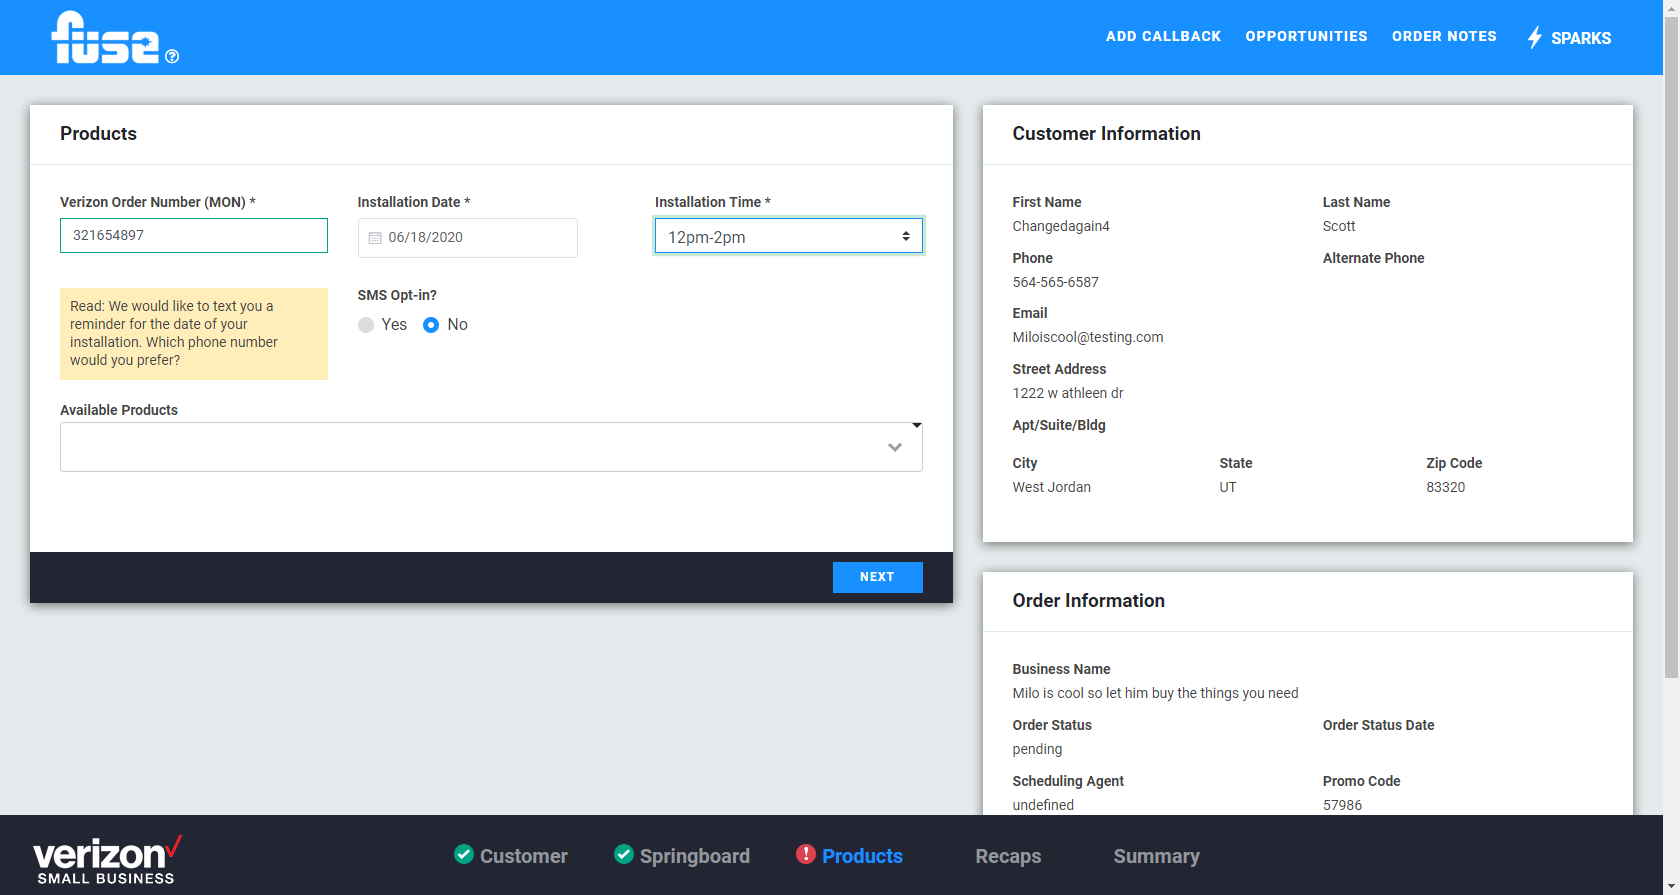 fuse
ADD CALLBACK OPPORTUNITIES ORDER NOTES SPARKS
Products
Verizon Order Number (MON) * Installation Date * Installation Time *
321654897 06/18/2020 12pm-2pm
Read: We would like to text you a
reminder for the date of your
installation. Which phone number
would you prefer?
SMS Opt-in?
Yes No
Available Products
NEXT
Customer Information
First Name Last Name
Changedagain4 Scott
Phone Alternate Phone
564-565-6587
Email
Miloiscool@testing.com
Street Address
1222 w athleen dr
Apt/Suite/Bldg
City State Zip Code
West Jordan UT 83320
Order Information
Business Name
Milo is cool so let him buy the things you need
Order Status Order Status Date
pending
Scheduling Agent Promo Code
undefined 57986
verizon
SMALL BUSINESS
Customer Springboard Products Recaps Summary